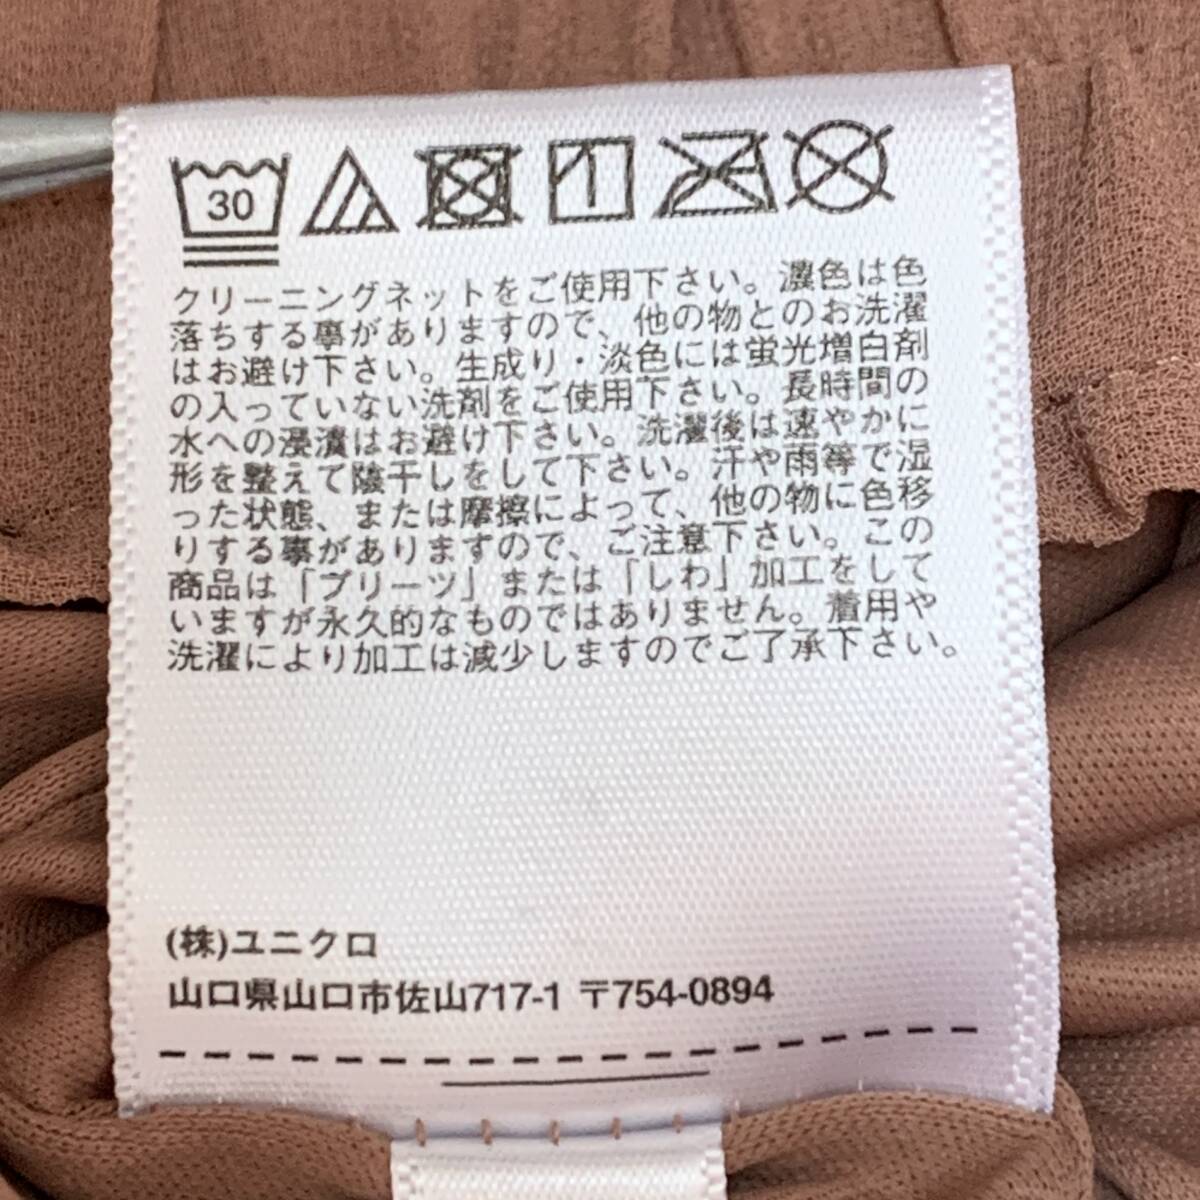 30
クリーニングネットをご使用下さい。濃色は色
落ちする事がありますので、他の物とのお洗濯
はお避け下さい。生成り・淡色には蛍光増白剤
の入っていない洗剤をご使用下さい。長時間の
水への浸漬はお避け下さい。洗濯後は速やかに
形を整えて陰干しをして下さい。汗や雨等で湿
った状態、または摩擦によって、他の物に色移
りする事がありますので、ご注意下さい。この
商品は「プリーツ」または「しわ」加工をして
いますが永久的なものではありません。着用や
洗濯により加工は減少しますのでご了承下さい。
(株)ユニクロ
山口県山口市佐山717-1 〒754-0894